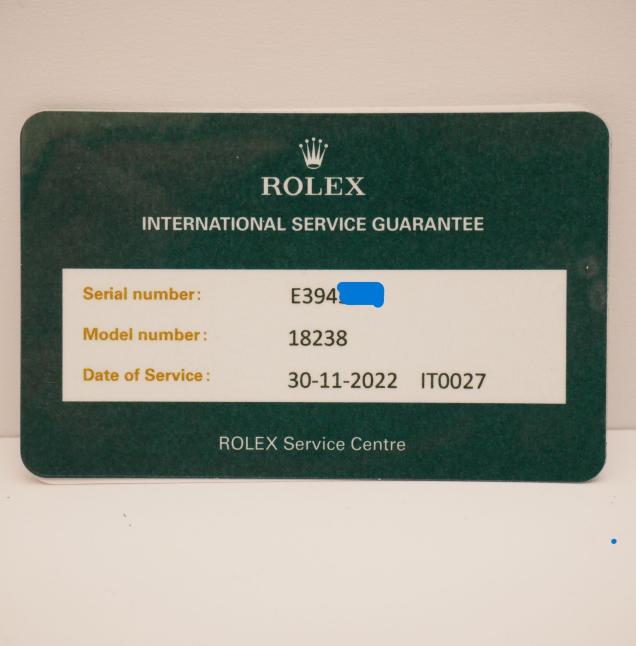 ROLEX
INTERNATIONAL SERVICE GUARANTEE
Serial number: E394
Model number: 18238
Date of Service: 30-11-2022 IT0027
ROLEX Service Centre